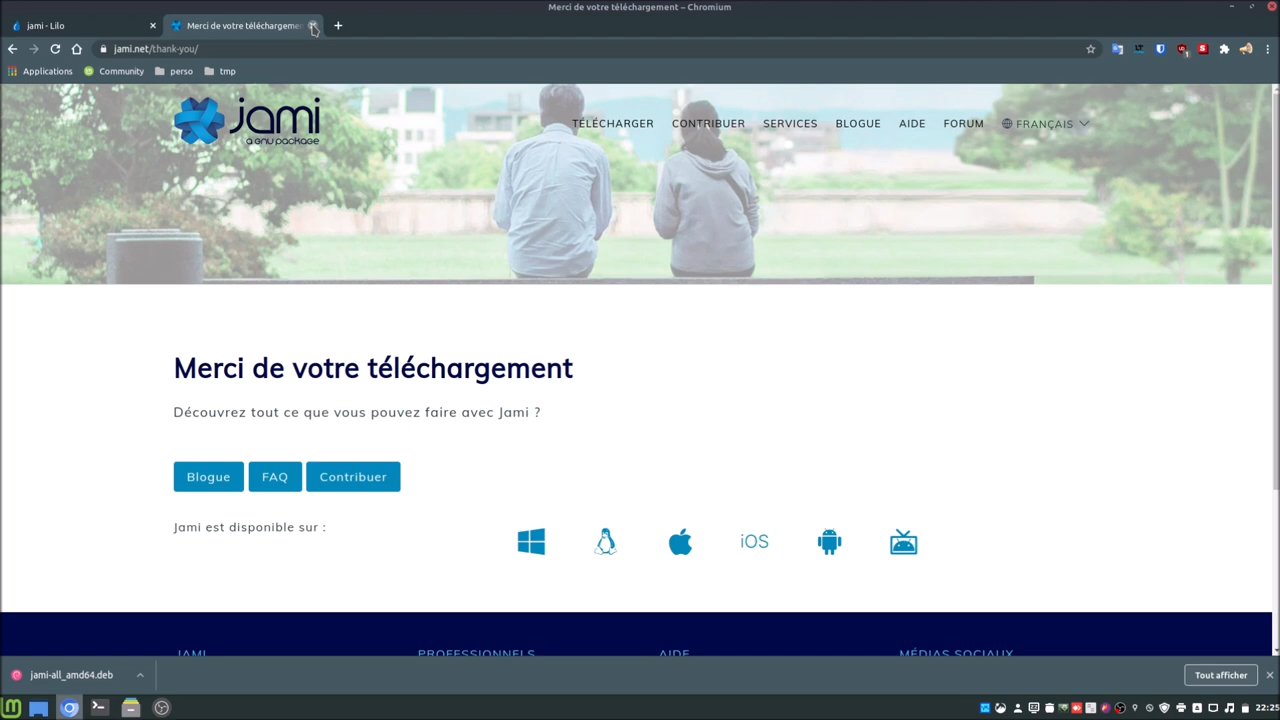 Merci de votre téléchargement – Chromium
jami - Lilo
Merci de votre téléchargemen
jami.net/thank-you/
Applications
Community
perso
tmp
jami
a gnu package
TÉLÉCHARGER
CONTRIBUER
SERVICES
BLOGUE
AIDE
FORUM
FRANÇAIS
Merci de votre téléchargement
Découvrez tout ce que vous pouvez faire avec Jami ?
Blogue
FAQ
Contribuer
Jami est disponible sur :
iOS
JAMI
PROFESSIONNELS
AIDE
MÉDIAS SOCIAUX
jami-all_amd64.deb
Tout afficher
22:25